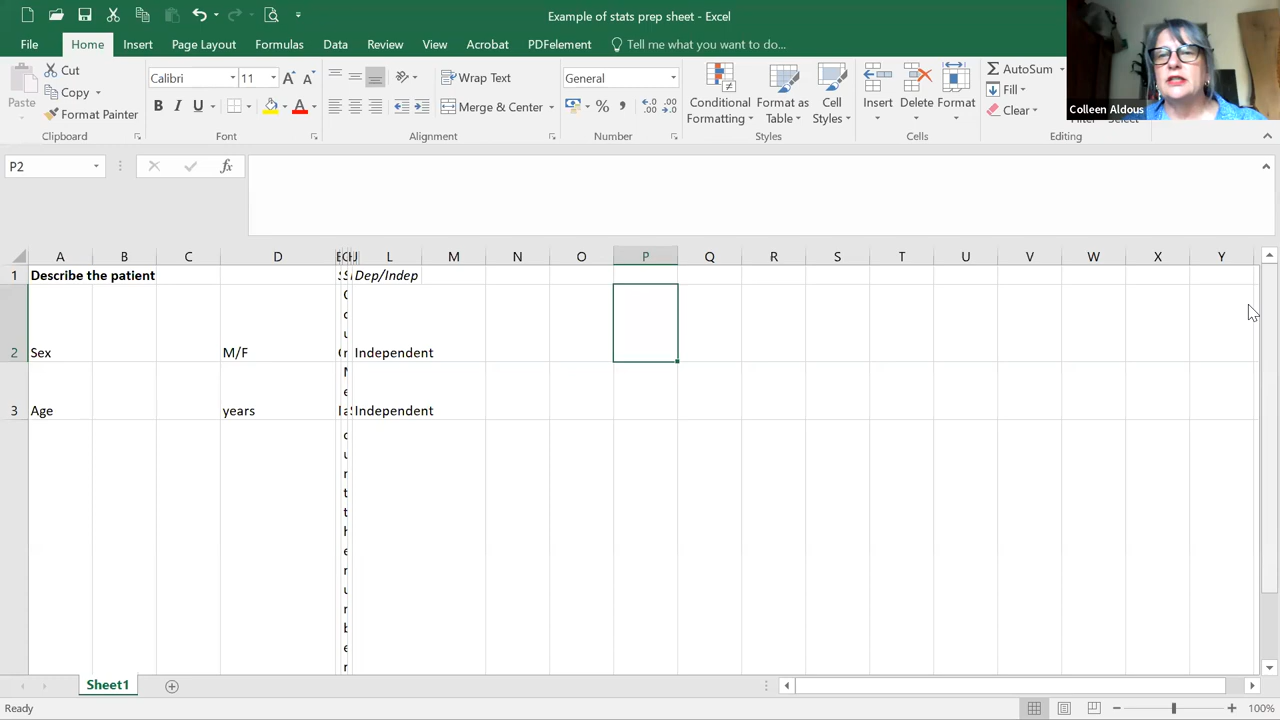 Example of stats prep sheet - Excel
File Home Insert Page Layout Formulas Data Review View Acrobat PDFelement Tell me what you want to do...
Paste
Cut
Copy
Format Painter
Clipboard
Calibri 11
B I U
A
Font
Wrap Text
Merge & Center
Alignment
General
%
Number
Conditional Formatting
Format as Table
Cell Styles
Styles
Insert
Delete
Format
Cells
AutoSum
Fill
Clear
Editing
Colleen Aldous
P2
fx
A B C D L M N O P Q R S T U V W X Y
1 Describe the patient Dep/Indep
2 Sex M/F Independent
3 Age years Independent
c
u
r
t
t
h
e
r
u
r
b
e
r
Sheet1
Ready
100%